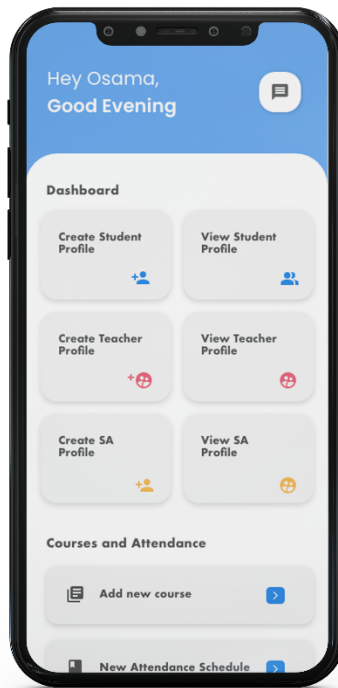 Hey Osama,
Good Evening
Dashboard
Create Student
Profile
View Student
Profile
Create Teacher
Profile
View Teacher
Profile
Create SA
Profile
View SA
Profile
Courses and Attendance
Add new course
New Attendance Schedule